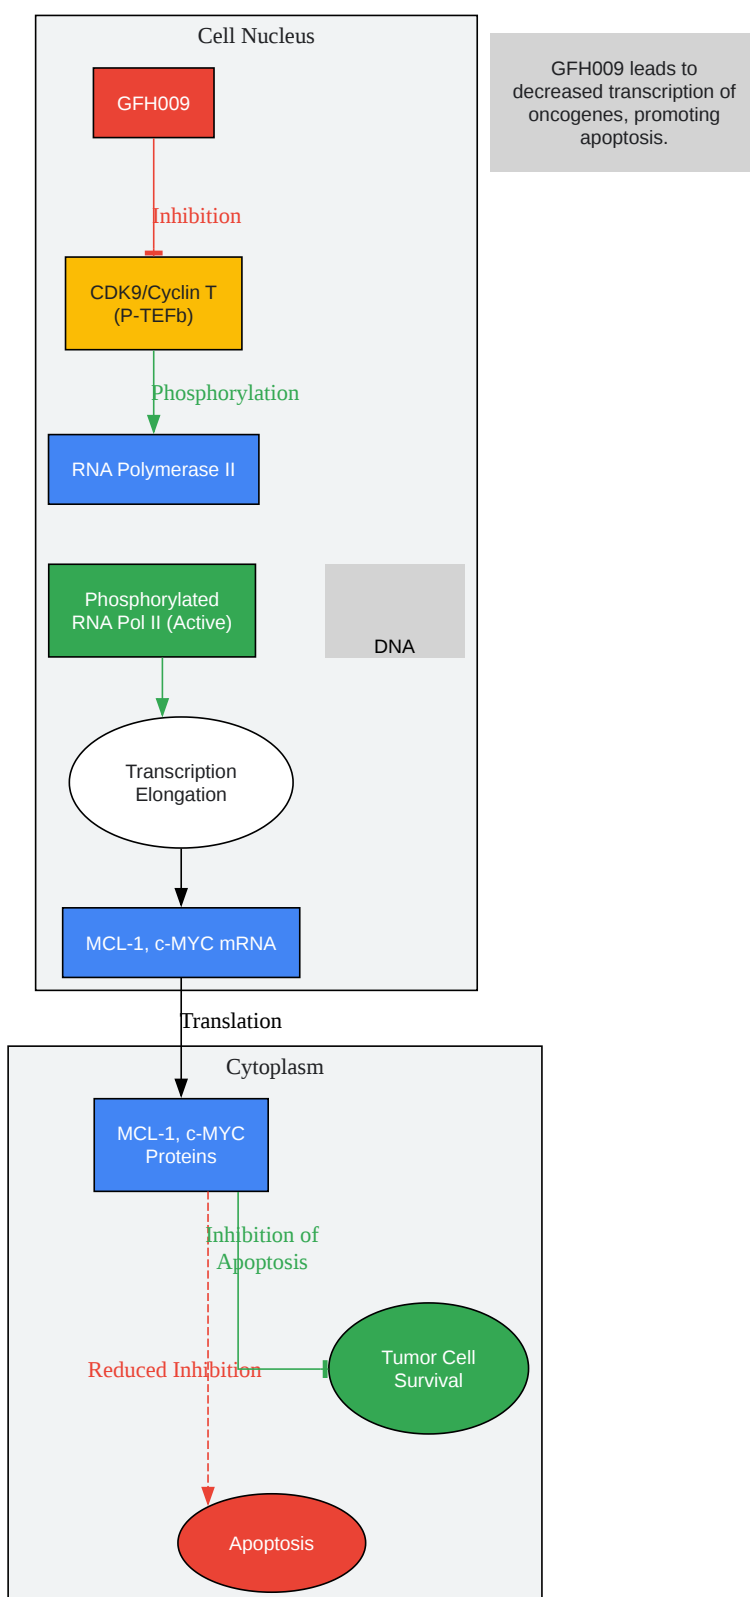 Cell Nucleus
GFH009
GFH009 leads to
decreased transcription of
oncogenes, promoting
apoptosis.
Inhibition
CDK9/Cyclin T
(P-TEFb)
Phosphorylation
RNA Polymerase II
Phosphorylated
RNA Pol II (Active)
DNA
Transcription
Elongation
MCL-1, c-MYC mRNA
Translation
Cytoplasm
MCL-1, c-MYC
Proteins
Inhibition of
Apoptosis
Tumor Cell
Survival
Reduced Inhibition
Apoptosis